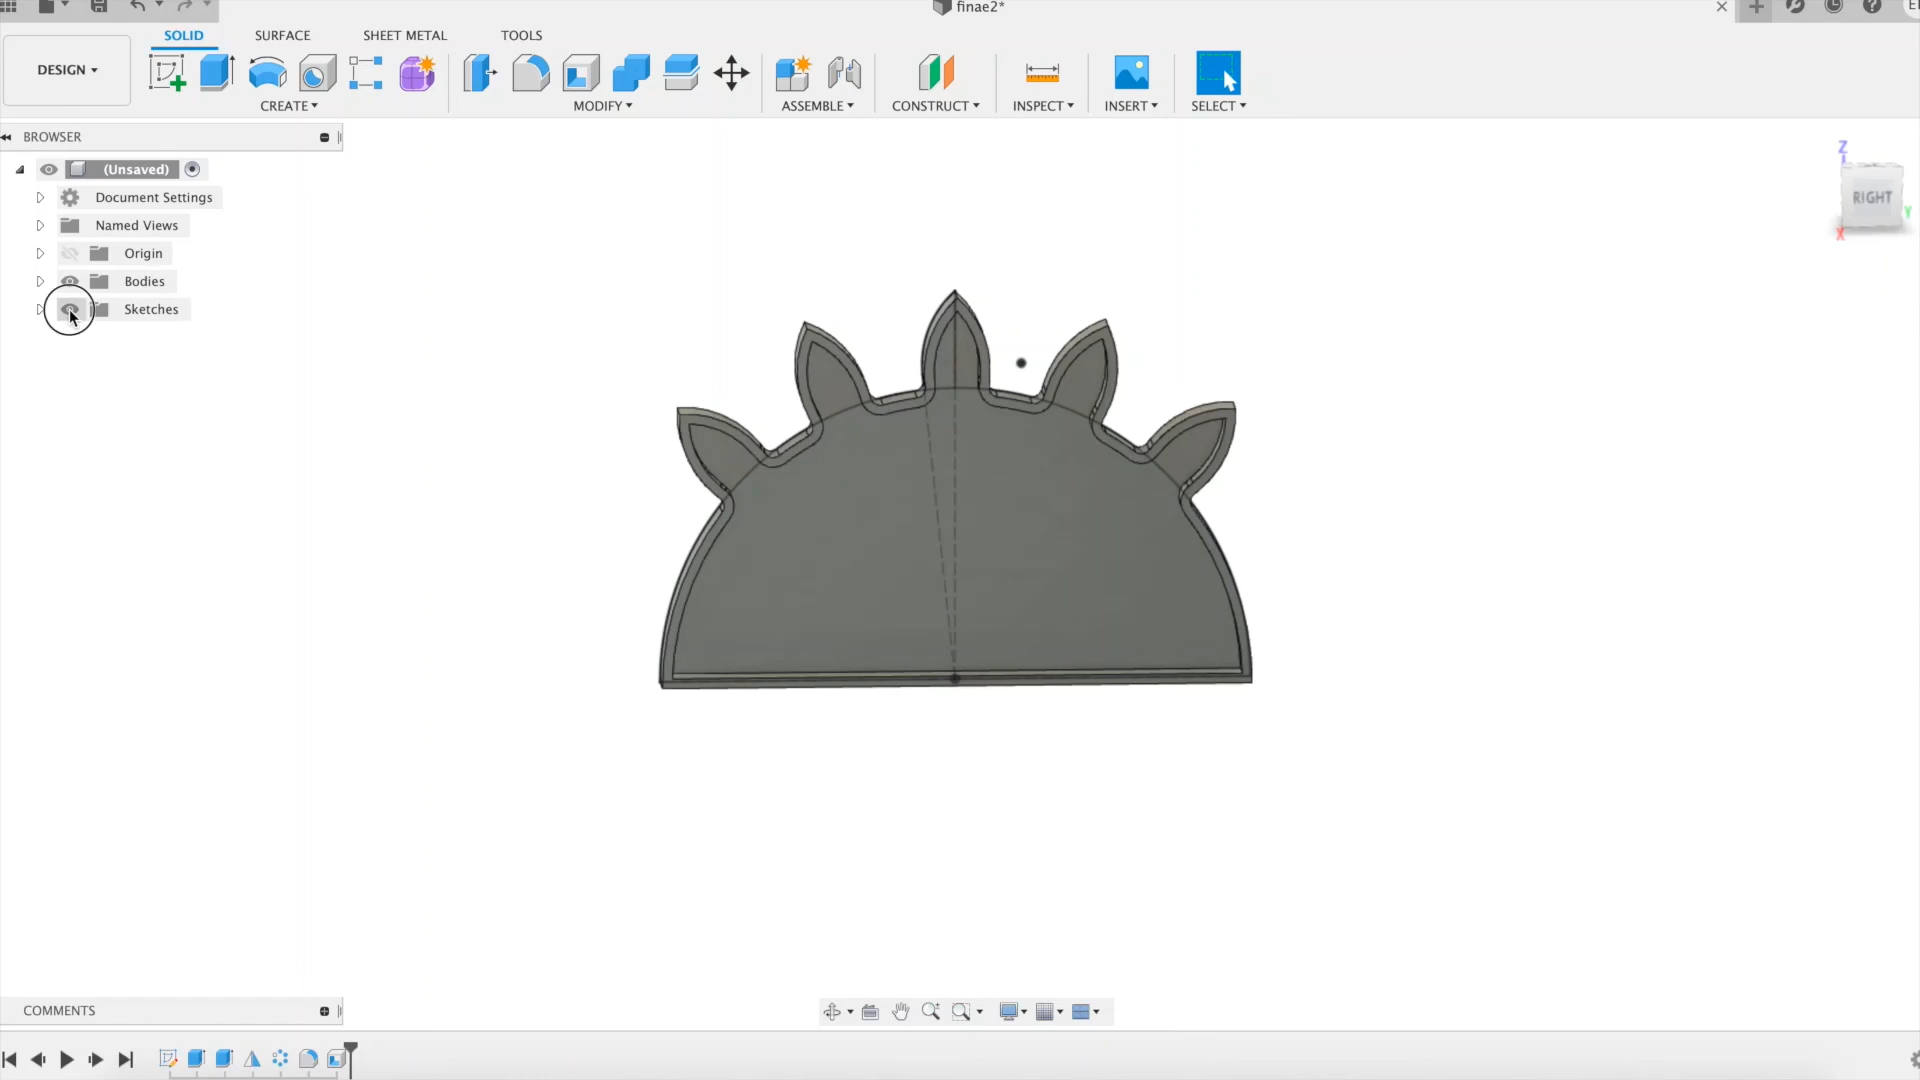 finae2*
DESIGN
SOLID
SURFACE
SHEET METAL
TOOLS
CREATE
MODIFY
ASSEMBLE
CONSTRUCT
INSPECT
INSERT
SELECT
BROWSER
(Unsaved)
Document Settings
Named Views
Origin
Bodies
Sketches
Z
RIGHT
Y
X
COMMENTS